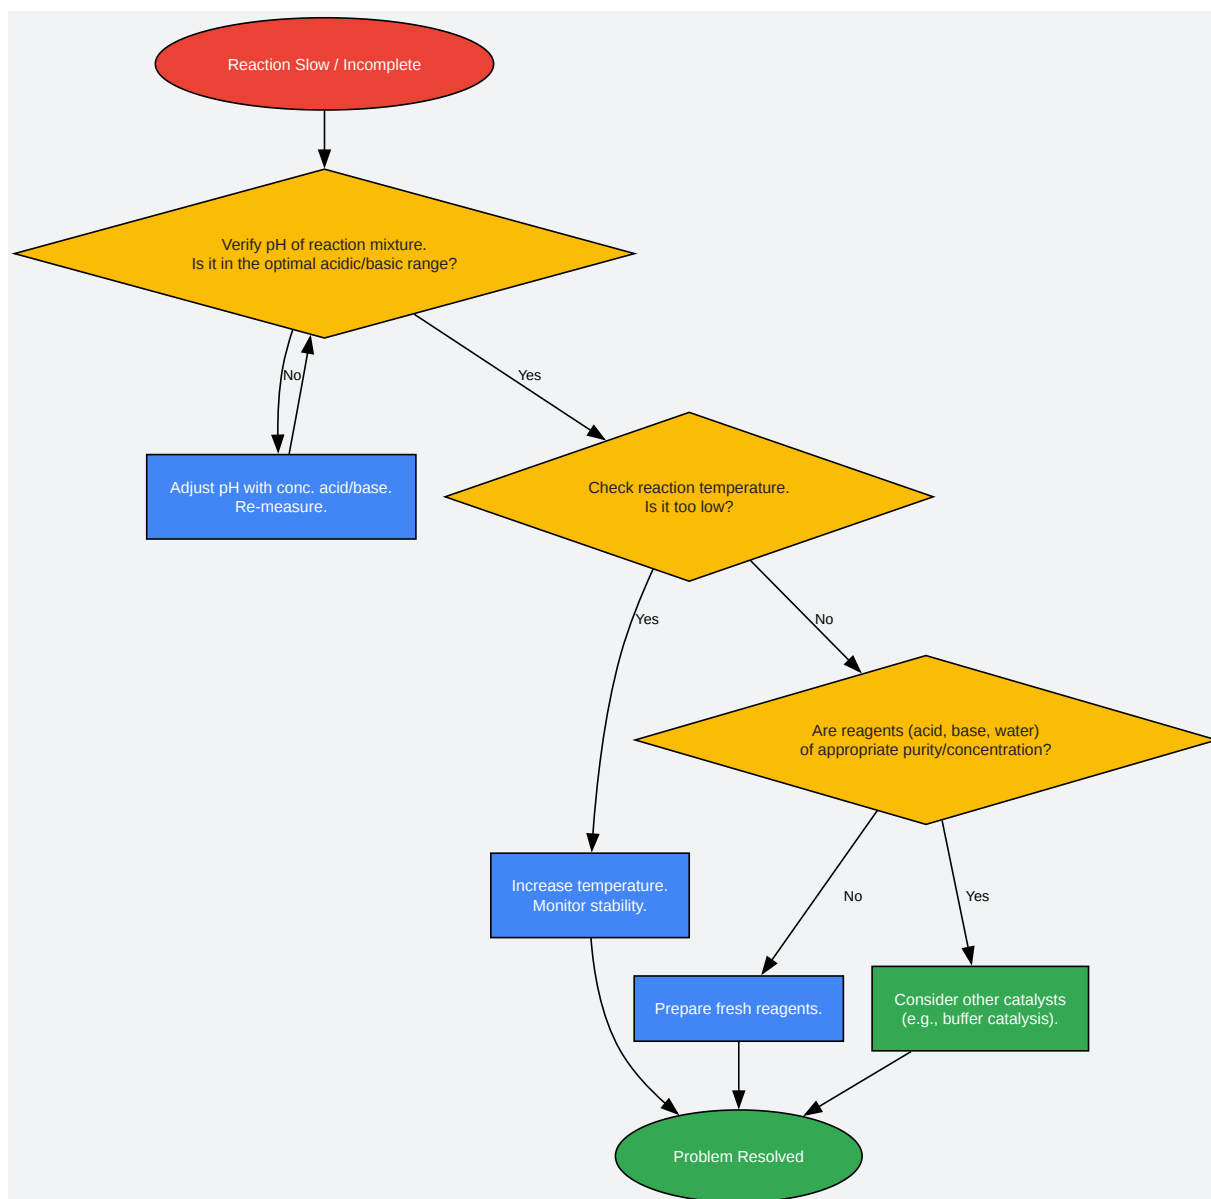 Reaction Slow / Incomplete
Verify pH of reaction mixture.
Is it in the optimal acidic/basic range?
No
Yes
Adjust pH with conc. acid/base.
Re-measure.
Check reaction temperature.
Is it too low?
Yes
No
Are reagents (acid, base, water)
of appropriate purity/concentration?
Increase temperature.
Monitor stability.
No
Yes
Prepare fresh reagents.
Consider other catalysts
(e.g., buffer catalysis).
Problem Resolved